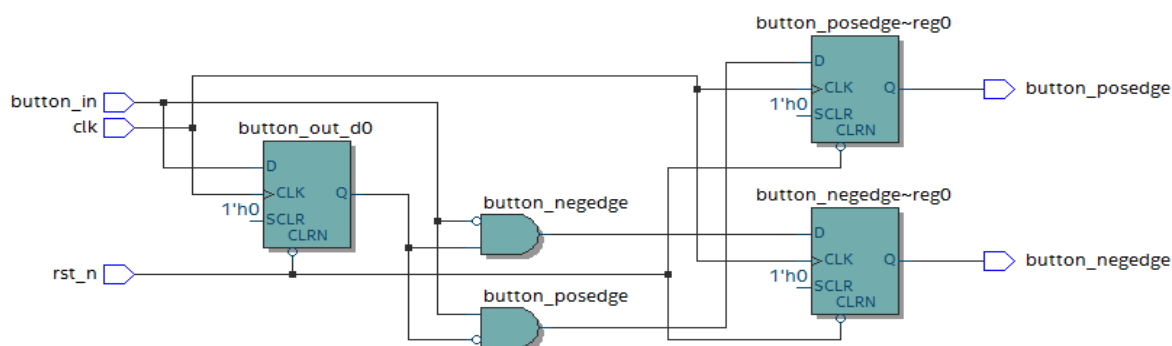 button_posedge~reg0
D
CLK
Q
1'h0
SCLR
CLRN
button_posedge
button_in
clk
button_out_d0
D
CLK
Q
1'h0
SCLR
CLRN
rst_n
button_negedge
button_posedge
button_negedge~reg0
D
CLK
Q
1'h0
SCLR
CLRN
button_negedge